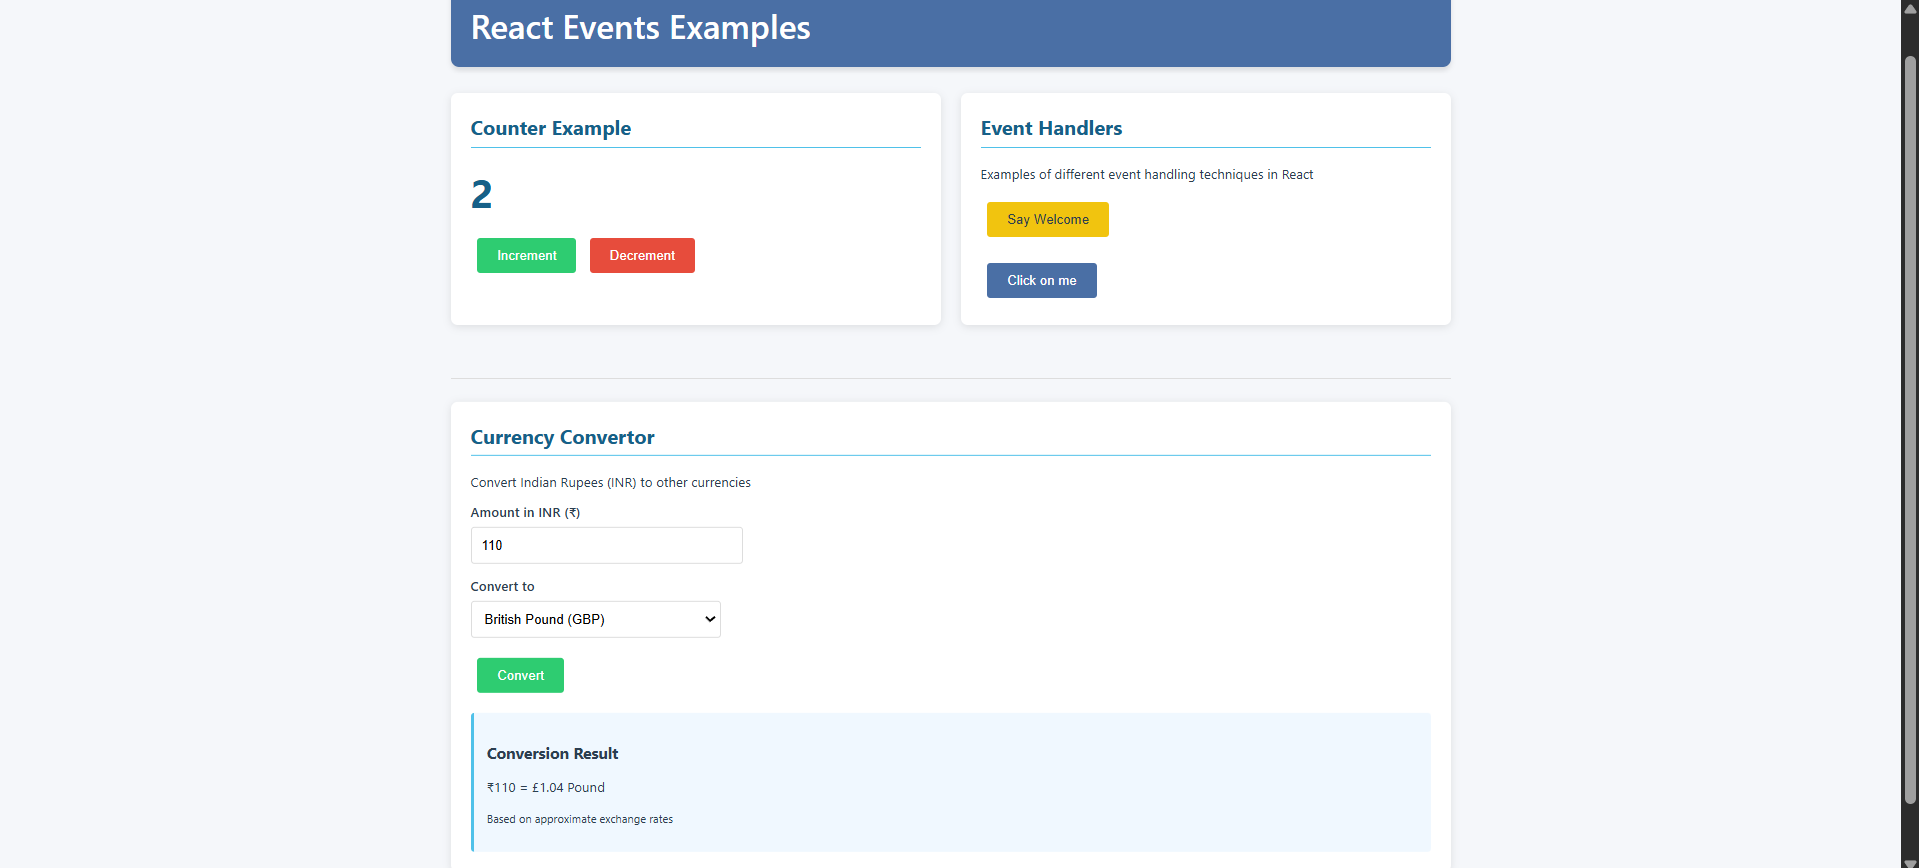 React Events Examples
Counter Example
2
Increment Decrement
Event Handlers
Examples of different event handling techniques in React
Say Welcome
Click on me
Currency Convertor
Convert Indian Rupees (INR) to other currencies
Amount in INR (₹)
110
Convert to
British Pound (GBP)
Convert
Conversion Result
₹110 = £1.04 Pound
Based on approximate exchange rates